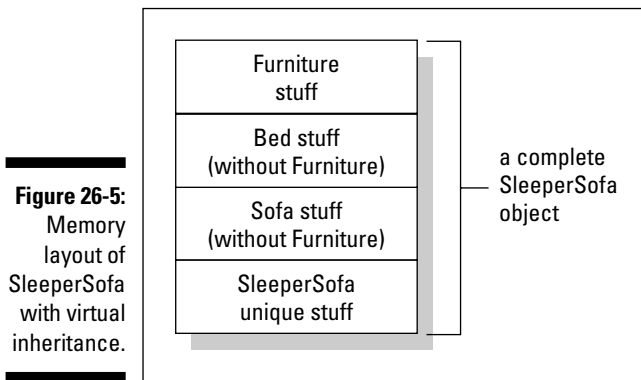 Furniture
stuff
Bed stuff
(without Furniture)
Sofa stuff
(without Furniture)
SleeperSofa
unique stuff
a complete
SleeperSofa
object
Figure 26-5:
Memory
layout of
SleeperSofa
with virtual
inheritance.